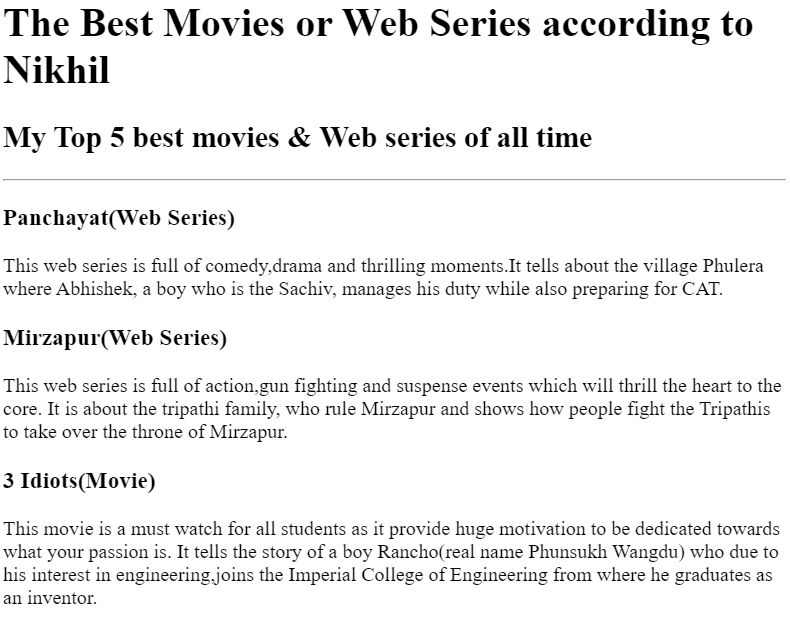 The Best Movies or Web Series according to
Nikhil
My Top 5 best movies & Web series of all time
Panchayat(Web Series)
This web series is full of comedy,drama and thrilling moments.It tells about the village Phulera
where Abhishek, a boy who is the Sachiv, manages his duty while also preparing for CAT.
Mirzapur(Web Series)
This web series is full of action,gun fighting and suspense events which will thrill the heart to the
core. It is about the tripathi family, who rule Mirzapur and shows how people fight the Tripathis
to take over the throne of Mirzapur.
3 Idiots(Movie)
This movie is a must watch for all students as it provide huge motivation to be dedicated towards
what your passion is. It tells the story of a boy Rancho(real name Phunsukh Wangdu) who due to
his interest in engineering,joins the Imperial College of Engineering from where he graduates as
an inventor.